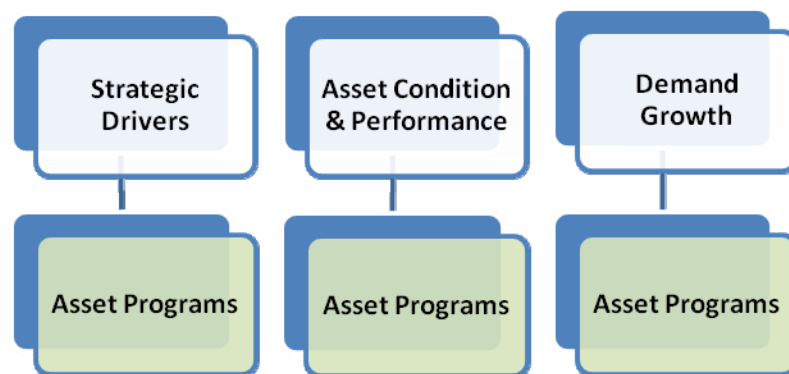 Strategic
Drivers
Asset Condition
& Performance
Demand
Growth
Asset Programs
Asset Programs
Asset Programs